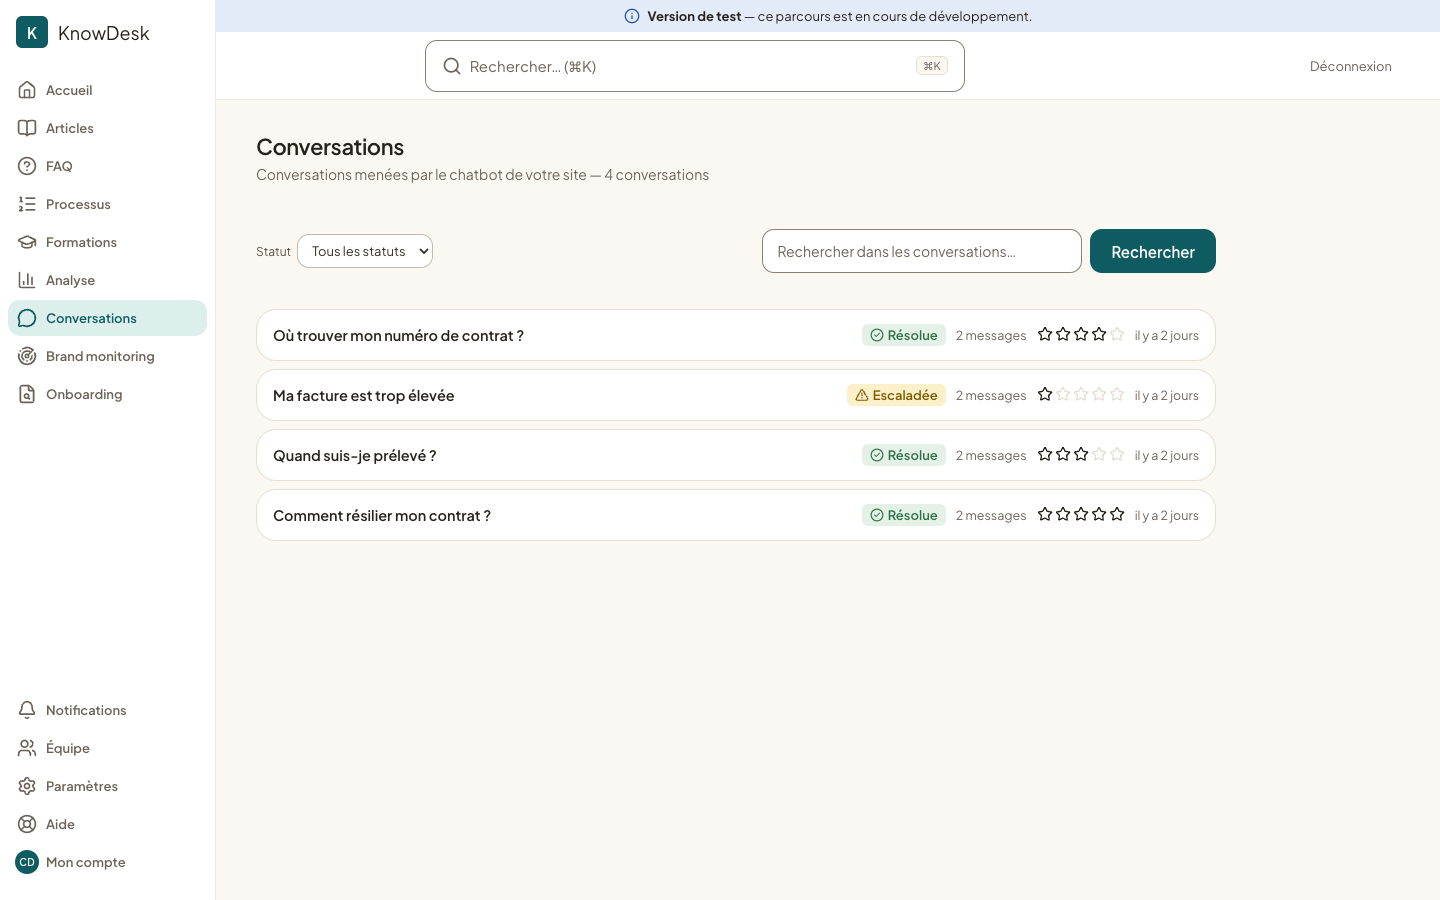 K KnowDesk
Accueil
Articles
FAQ
Processus
Formations
Analyse
Conversations
Brand monitoring
Onboarding
Notifications
Équipe
Paramètres
Aide
CD Mon compte
Version de test — ce parcours est en cours de développement.
Rechercher... (⌘K) ⌘K
Déconnexion
Conversations
Conversations menées par le chatbot de votre site — 4 conversations
Statut Tous les statuts
Rechercher dans les conversations...
Rechercher
Où trouver mon numéro de contrat ? Résolue 2 messages il y a 2 jours
Ma facture est trop élevée Escaladée 2 messages il y a 2 jours
Quand suis-je prélevé ? Résolue 2 messages il y a 2 jours
Comment résilier mon contrat ? Résolue 2 messages il y a 2 jours